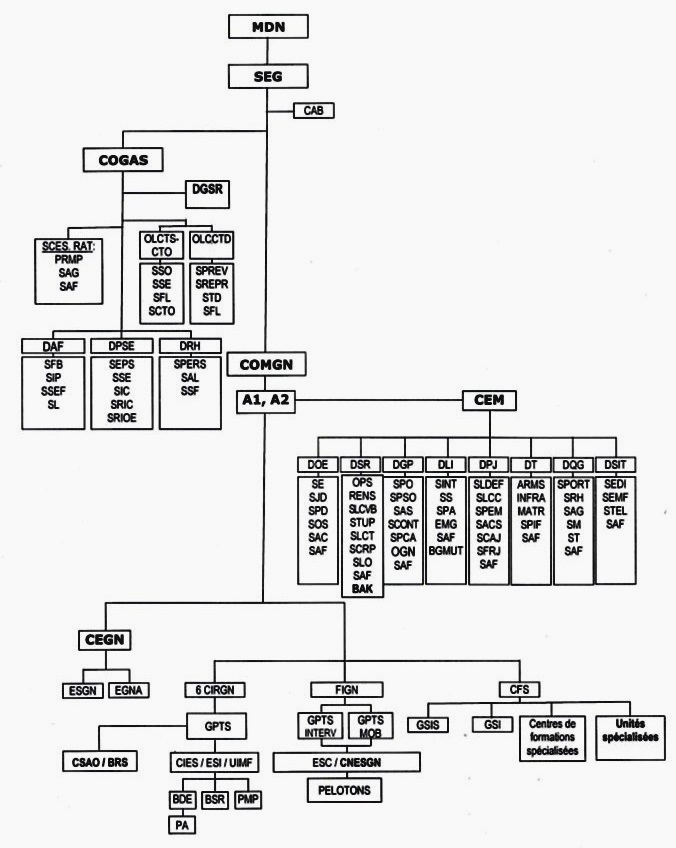 MDN
SEG
CAB
COGAS
DGSR
SCES. RAT:
PRMP
SAG
SAF
OLCTS-
CTO
SSO
SSE
SFL
SCTO
OLCCTD
SPREV
SREPR
STD
SFL
DAF
SFB
SIP
SSEF
SL
DPSE
SEPS
SSE
SIC
SRIC
SRIOE
DRH
SPERS
SAL
SSF
COMGN
A1, A2
CEM
DOE
SE
SJD
SPD
SOS
SAC
SAF
DSR
OPS
RENS
SLCVB
STUP
SLCT
SCRP
SLO
SAF
BAK
DGP
SPO
SPSO
SAS
SCONT
SPCA
OGN
SAF
DLI
SINT
SS
SPA
EMG
SAF
BGMUT
DPJ
SLDEF
SLCC
SPEM
SACS
SCAJ
SFRJ
SAF
DT
ARMS
INFRA
MATR
SPIF
SAF
DQG
SPORT
SRH
SAG
SM
ST
SAF
DSIT
SEDI
SEMF
STEL
SAF
CEGN
ESGN
EGNA
6 CIRGN
GPTS
CSAO / BRS
CIES / ESI / UIMF
BDE
BSR
PMP
PA
FIGN
GPTS
INTERV
GPTS
MOB
ESC / CNESGN
PELOTONS
CFS
GSIS
GSI
Centres de
formations
spécialisées
Unités
spécialisées